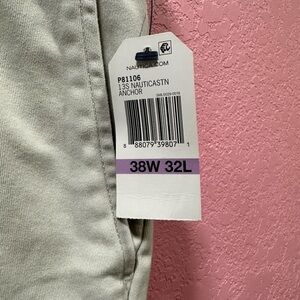 NAUTICA.COM
P81106
13S NAUTICASTN
ANCHOR
8 88079 39807 1
38W 32L